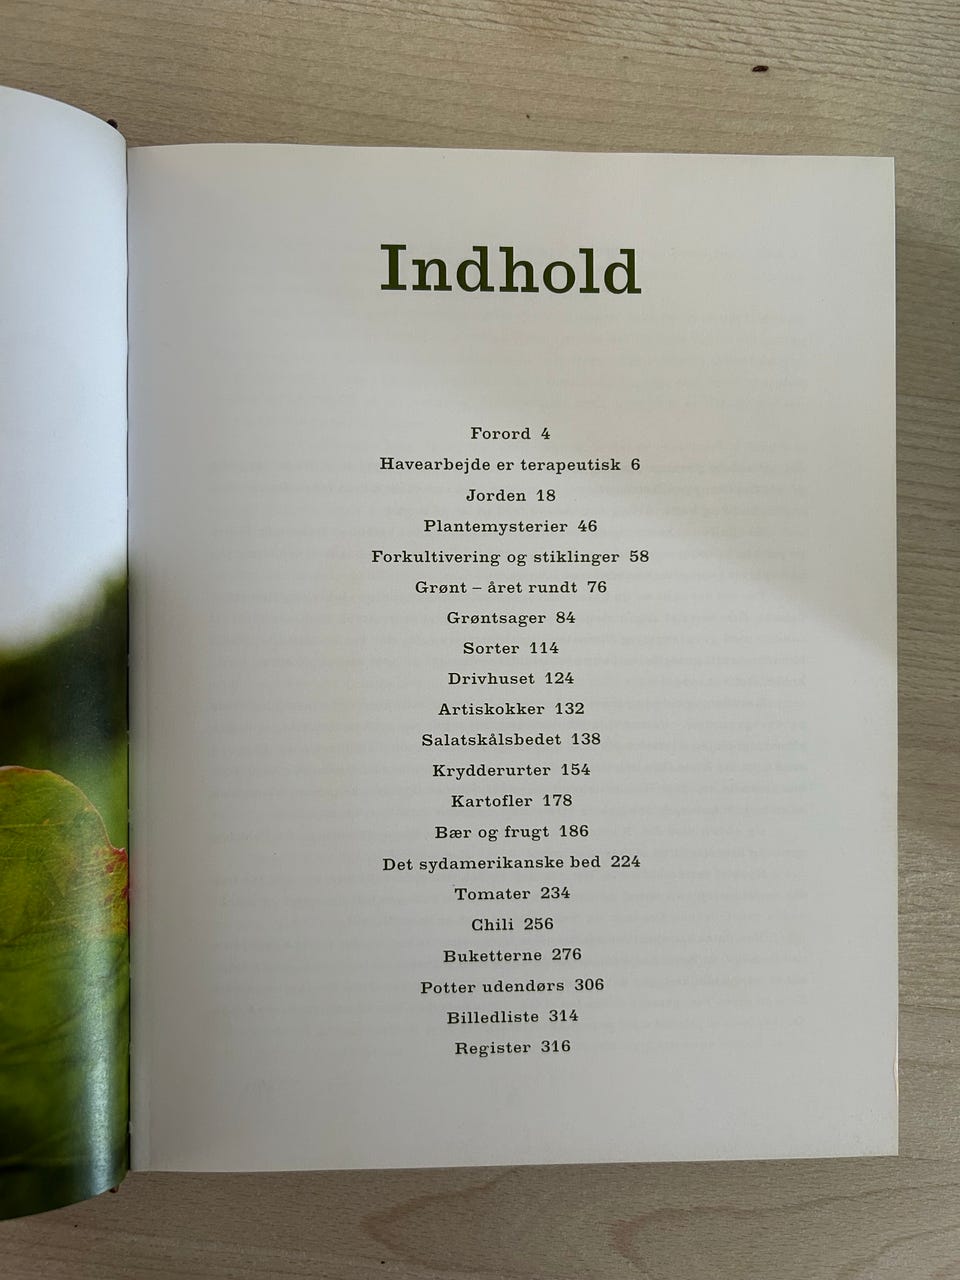 Indhold
Forord 4
Havearbejde er terapeutisk 6
Jorden 18
Plantemysterier 46
Forkultivering og stiklinger 58
Grønt – året rundt 76
Grøntsager 84
Sorter 114
Drivhuset 124
Artiskokker 132
Salatskålsbedet 138
Krydderurter 154
Kartofler 178
Bær og frugt 186
Det sydamerikanske bed 224
Tomater 234
Chili 256
Buketterne 276
Potter udendørs 306
Billedliste 314
Register 316